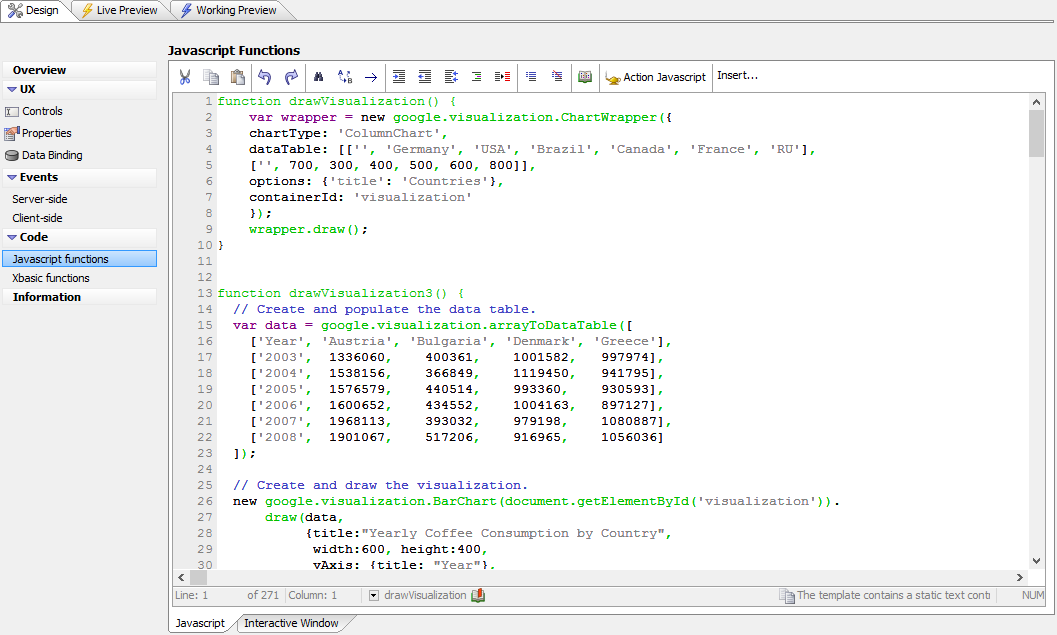 Design Live Preview Working Preview
Javascript Functions
Overview
UX
Controls
Properties
Data Binding
Events
Server-side
Client-side
Code
Javascript functions
Xbasic functions
Information
Action Javascript Insert...
1 function drawVisualization() {
2     var wrapper = new google.visualization.ChartWrapper({
3     chartType: 'ColumnChart',
4     dataTable: [['', 'Germany', 'USA', 'Brazil', 'Canada', 'France', 'RU'],
5     ['', 700, 300, 400, 500, 600, 800]],
6     options: {'title': 'Countries'},
7     containerId: 'visualization'
8     });
9     wrapper.draw();
10 }
11
12
13 function drawVisualization3() {
14   // Create and populate the data table.
15   var data = google.visualization.arrayToDataTable([
16     ['Year', 'Austria', 'Bulgaria', 'Denmark', 'Greece'],
17     ['2003',  1336060,    400361,    1001582,   997974],
18     ['2004',  1538156,    366849,    1119450,   941795],
19     ['2005',  1576579,    440514,    993360,    930593],
20     ['2006',  1600652,    434552,    1004163,   897127],
21     ['2007',  1968113,    393032,    979198,    1080887],
22     ['2008',  1901067,    517206,    916965,    1056036]
23   ]);
24
25   // Create and draw the visualization.
26   new google.visualization.BarChart(document.getElementById('visualization')).
27       draw(data,
28            {title:"Yearly Coffee Consumption by Country",
29             width:600, height:400,
30             vAxis: {title: "Year"},
Line: 1 of 271 Column: 1 drawVisualization The template contains a static text conti NUM
Javascript Interactive Window